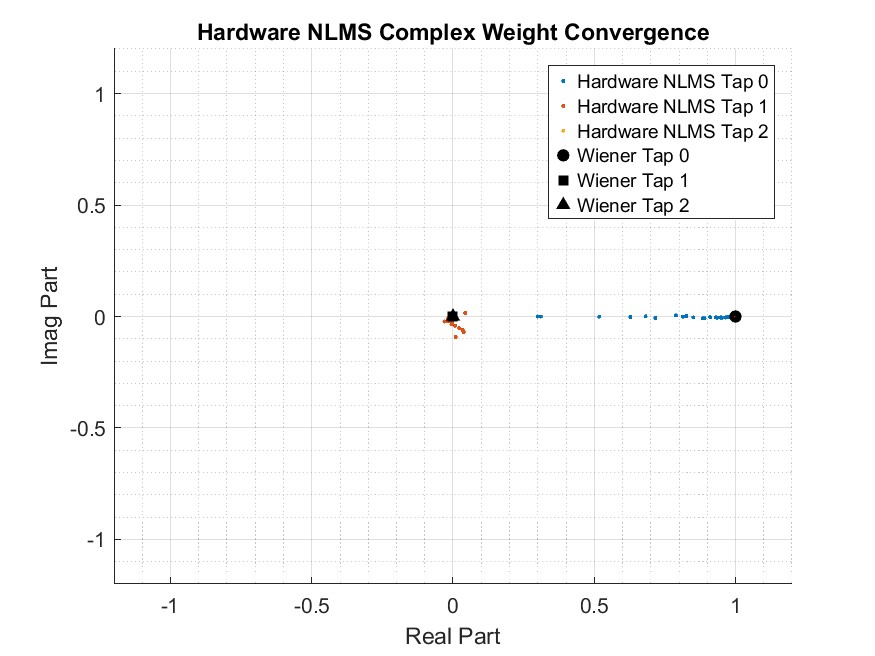 Hardware NLMS Complex Weight Convergence
Hardware NLMS Tap 0
Hardware NLMS Tap 1
Hardware NLMS Tap 2
Wiener Tap 0
Wiener Tap 1
Wiener Tap 2
1
0.5
0
-0.5
-1
Imag Part
-1
-0.5
0
0.5
1
Real Part